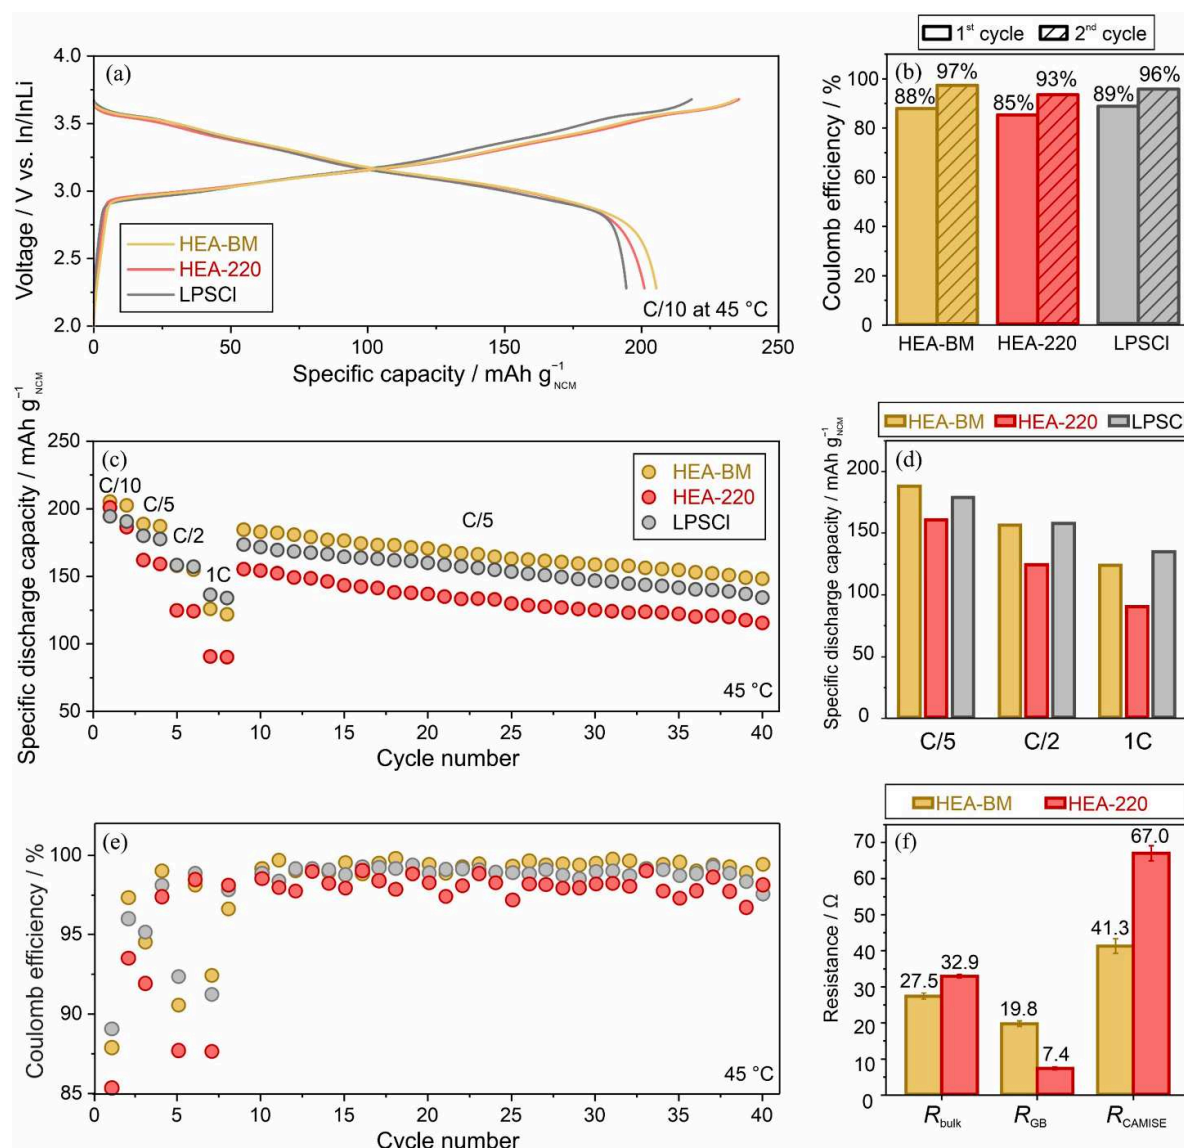 (a)
4.0
3.5
3.0
2.5
2.0
Voltage / V vs. In/InLi
HEA-BM
HEA-220
LPSCl
C/10 at 45 °C
0 50 100 150 200 250
Specific capacity / mAh g⁻¹NCM
1st cycle 2nd cycle
(b)
100
80
60
40
20
0
Coulomb efficiency / %
88% 97% 85% 93% 89% 96%
HEA-BM HEA-220 LPSCl
(c)
250
200
150
100
50
Specific discharge capacity / mAh g⁻¹NCM
C/10
C/5
C/2
1C
C/5
HEA-BM
HEA-220
LPSCl
45 °C
0 5 10 15 20 25 30 35 40
Cycle number
HEA-BM HEA-220 LPSCl
(d)
200
150
100
50
0
Specific discharge capacity / mAh g⁻¹NCM
C/5 C/2 1C
(e)
100
95
90
85
Coulomb efficiency / %
45 °C
0 5 10 15 20 25 30 35 40
Cycle number
HEA-BM HEA-220
(f)
70
60
50
40
30
20
10
0
Resistance / Ω
27.5 32.9 19.8 7.4 41.3 67.0
Rbulk RGB RCAMISE